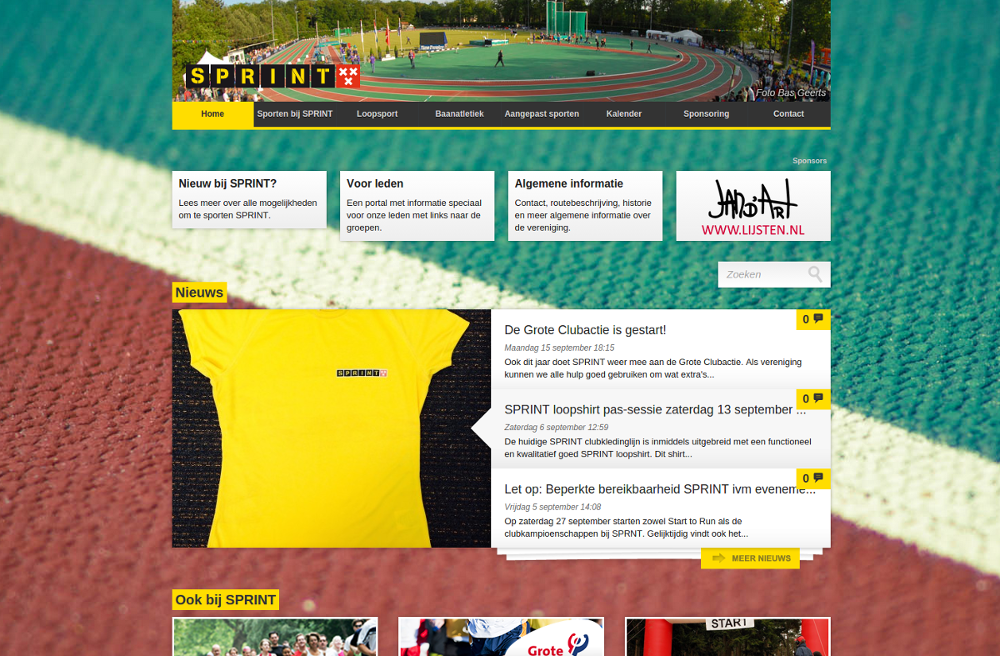 SPRINT
Foto Bas Geerts
Home Sporten bij SPRINT Loopsport Baanatletiek Aangepast sporten Kalender Sponsoring Contact
Sponsors
Nieuw bij SPRINT?
Lees meer over alle mogelijkheden
om te sporten SPRINT.
Voor leden
Een portal met informatie speciaal
voor onze leden met links naar de
groepen.
Algemene informatie
Contact, routebeschrijving, historie
en meer algemene informatie over
de vereniging.
JAN D'ART
WWW.LIJSTEN.NL
Zoeken
Nieuws
SPRINT
De Grote Clubactie is gestart!
0
Maandag 15 september 18:15
Ook dit jaar doet SPRINT weer mee aan de Grote Clubactie. Als vereniging
kunnen we alle hulp goed gebruiken om wat extra's...
SPRINT loopshirt pas-sessie zaterdag 13 september ...
0
Zaterdag 6 september 12:59
De huidige SPRINT clubkledinglijn is inmiddels uitgebreid met een functioneel
en kwalitatief goed SPRINT loopshirt. Dit shirt...
Let op: Beperkte bereikbaarheid SPRINT ivm eveneme...
0
Vrijdag 5 september 14:08
Op zaterdag 27 september starten zowel Start to Run als de
clubkampioenschappen bij SPRNT. Gelijktijdig vindt ook het...
MEER NIEUWS
Ook bij SPRINT
Grote
START